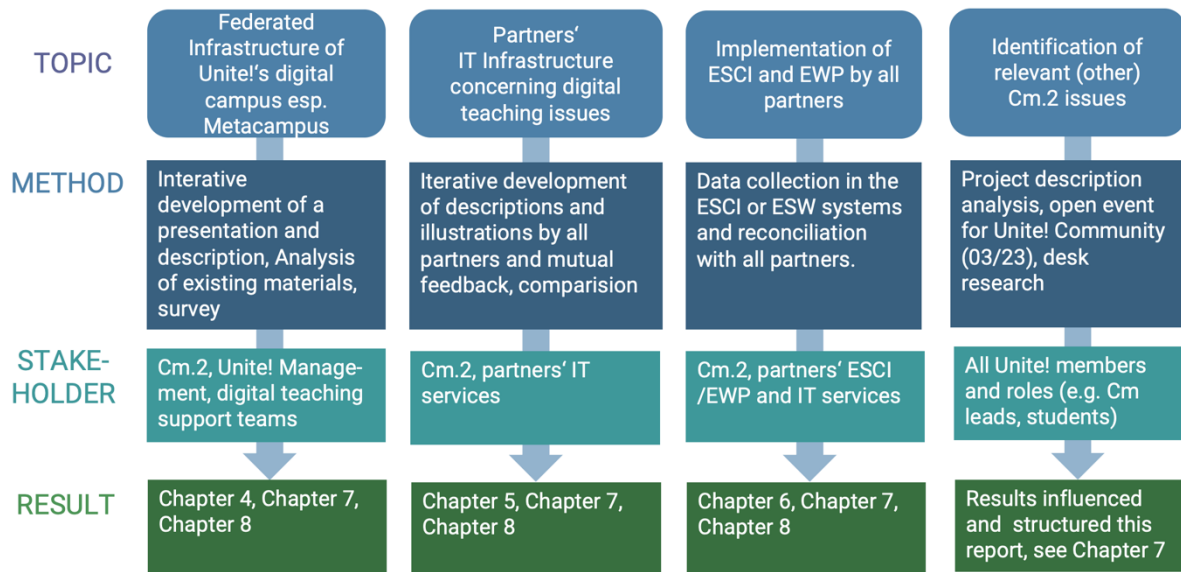 TOPIC
Federated
Infrastructure of
Unite!'s digital
campus esp.
Metacampus
Partners‘
IT Infrastructure
concerning digital
teaching issues
Implementation of
ESCI and EWP by all
partners
Identification of
relevant (other)
Cm.2 issues
METHOD
Interative
development of a
presentation and
description, Analysis
of existing materials,
survey
Iterative development
of descriptions and
illustrations by all
partners and mutual
feedback, comparision
Data collection in the
ESCI or ESW systems
and reconciliation
with all partners.
Project description
analysis, open event
for Unite! Community
(03/23), desk
research
STAKE-
HOLDER
Cm.2, Unite! Manage-
ment, digital teaching
support teams
Cm.2, partners‘ IT
services
Cm.2, partners‘ ESCI
/EWP and IT services
All Unite! members
and roles (e.g. Cm
leads, students)
RESULT
Chapter 4, Chapter 7,
Chapter 8
Chapter 5, Chapter 7,
Chapter 8
Chapter 6, Chapter 7,
Chapter 8
Results influenced
and structured this
report, see Chapter 7